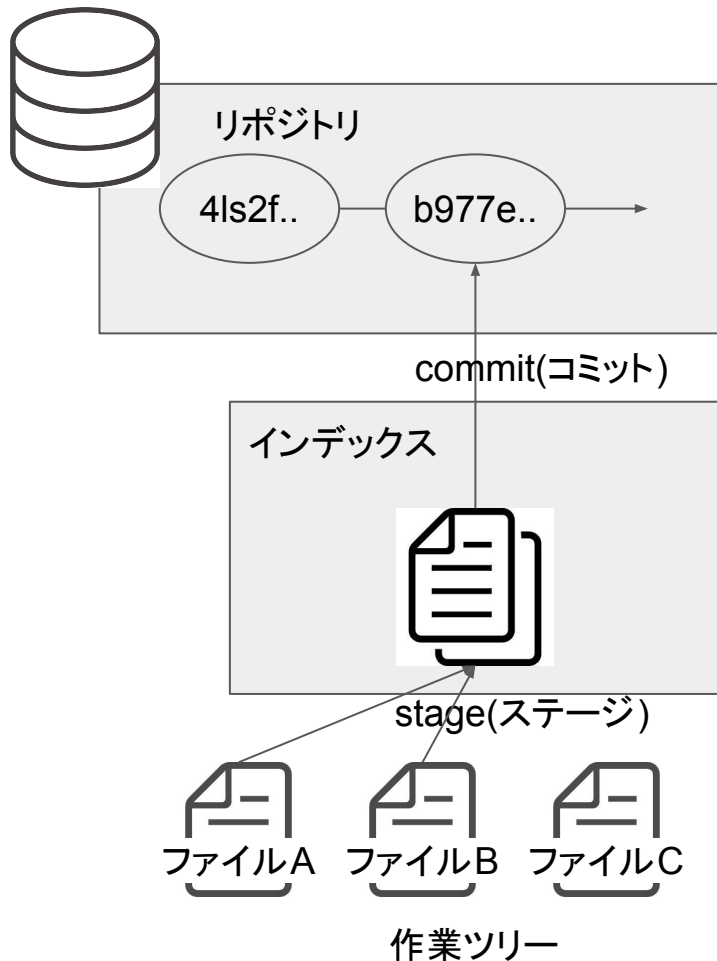 リポジトリ
4ls2f..
b977e..
commit(コミット)
インデックス
stage(ステージ)
ファイルA
ファイルB
ファイルC
作業ツリー